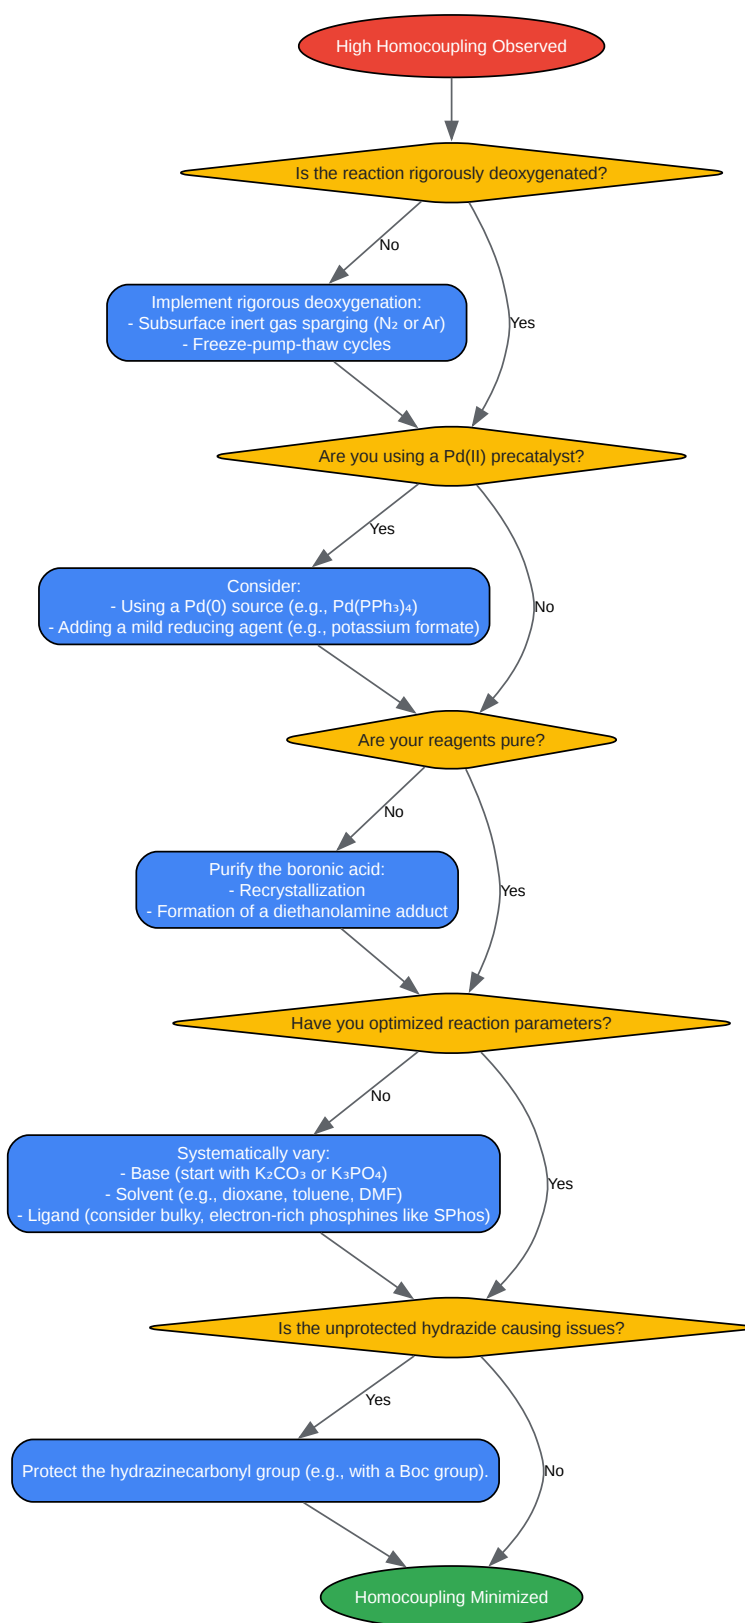 High Homocoupling Observed
Is the reaction rigorously deoxygenated?
No
Implement rigorous deoxygenation:
- Subsurface inert gas sparging (N₂ or Ar)
- Freeze-pump-thaw cycles
Yes
Are you using a Pd(II) precatalyst?
Yes
Consider:
- Using a Pd(0) source (e.g., Pd(PPh₃)₄)
- Adding a mild reducing agent (e.g., potassium formate)
No
Are your reagents pure?
No
Purify the boronic acid:
- Recrystallization
- Formation of a diethanolamine adduct
Yes
Have you optimized reaction parameters?
No
Systematically vary:
- Base (start with K₂CO₃ or K₃PO₄)
- Solvent (e.g., dioxane, toluene, DMF)
- Ligand (consider bulky, electron-rich phosphines like SPhos)
Yes
Is the unprotected hydrazide causing issues?
Yes
Protect the hydrazinecarbonyl group (e.g., with a Boc group).
No
Homocoupling Minimized